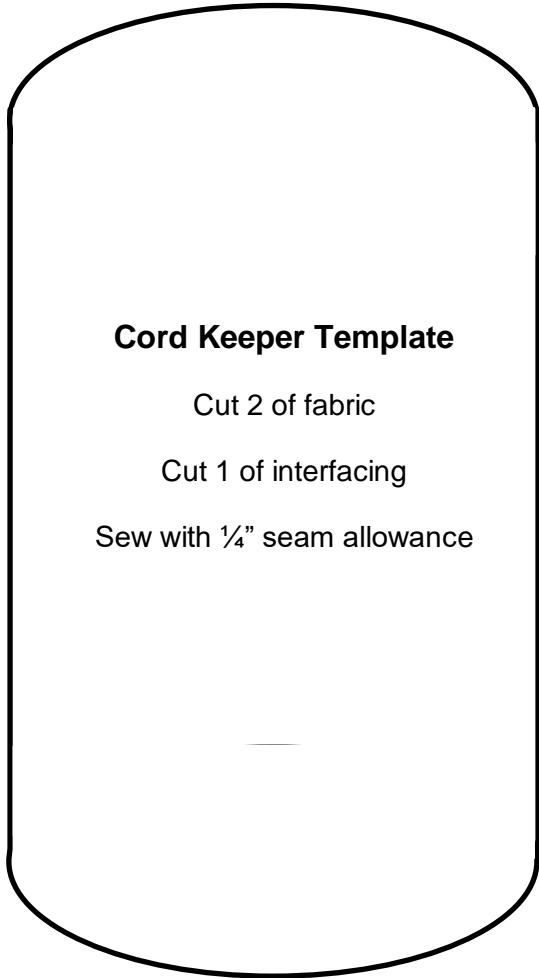 Cord Keeper Template
Cut 2 of fabric
Cut 1 of interfacing
Sew with ¼” seam allowance